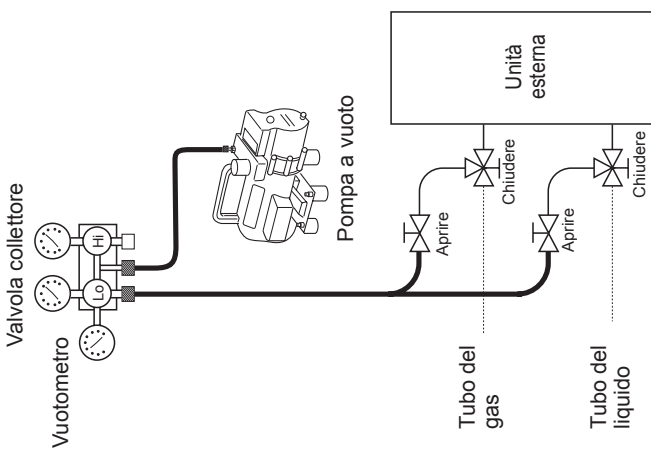 Valvola collettore
Vuotometro
Hi
Lo
Pompa a vuoto
Unità
esterna
Aprire
Chiudere
Aprire
Chiudere
Tubo del
gas
Tubo del
liquido